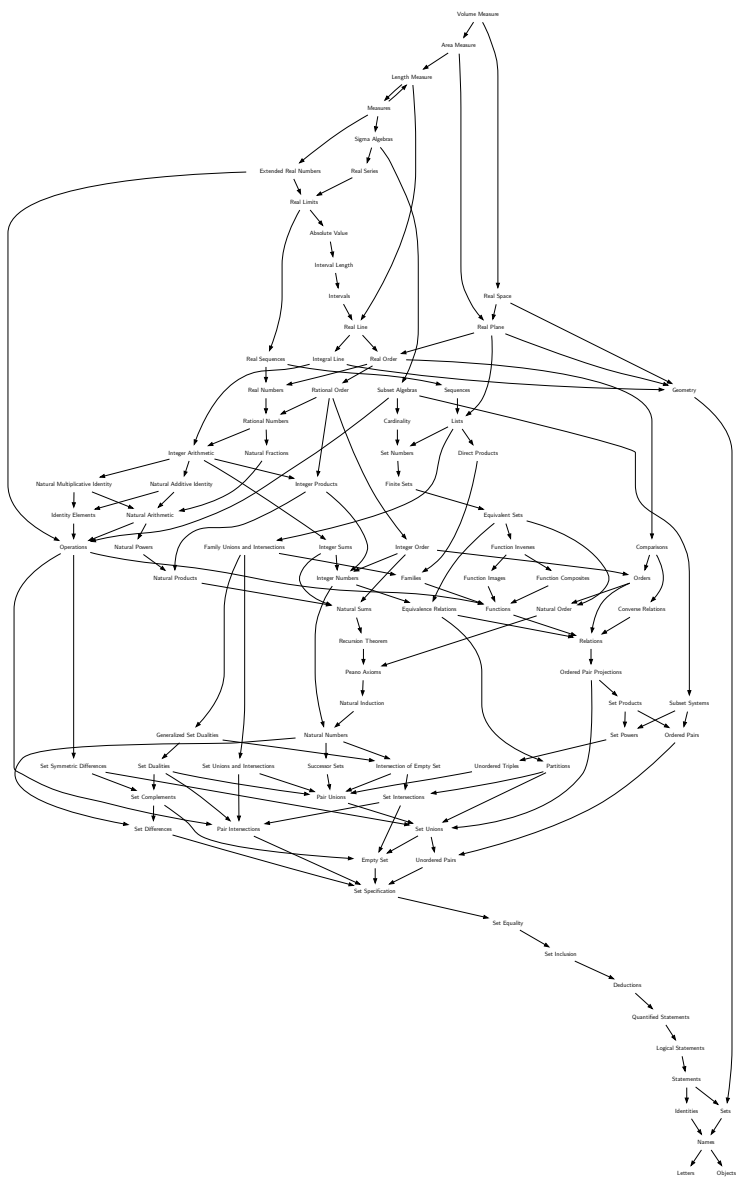 Volume Measure
Area Measure
Length Measure
Measures
Sigma Algebras
Extended Real Numbers
Real Series
Real Limits
Absolute Value
Interval Length
Intervals
Real Space
Real Line
Real Plane
Real Sequences
Integral Line
Real Order
Real Numbers
Rational Order
Subset Algebras
Sequences
Geometry
Rational Numbers
Cardinality
Lists
Integer Arithmetic
Natural Fractions
Set Numbers
Direct Products
Natural Multiplicative Identity
Natural Additive Identity
Integer Products
Finite Sets
Identity Elements
Natural Arithmetic
Equivalent Sets
Operations
Natural Powers
Family Unions and Intersections
Integer Sums
Integer Order
Function Inverses
Comparisons
Natural Products
Integer Numbers
Families
Function Images
Function Composites
Orders
Natural Sums
Equivalence Relations
Functions
Natural Order
Converse Relations
Recursion Theorem
Relations
Peano Axioms
Ordered Pair Projections
Natural Induction
Set Products
Subset Systems
Generalized Set Dualities
Natural Numbers
Set Powers
Ordered Pairs
Set Symmetric Differences
Set Dualities
Set Unions and Intersections
Successor Sets
Intersection of Empty Set
Unordered Triples
Partitions
Set Complements
Pair Unions
Set Intersections
Set Differences
Pair Intersections
Set Unions
Empty Set
Unordered Pairs
Set Specification
Set Equality
Set Inclusion
Deductions
Quantified Statements
Logical Statements
Statements
Identities
Sets
Names
Letters
Objects